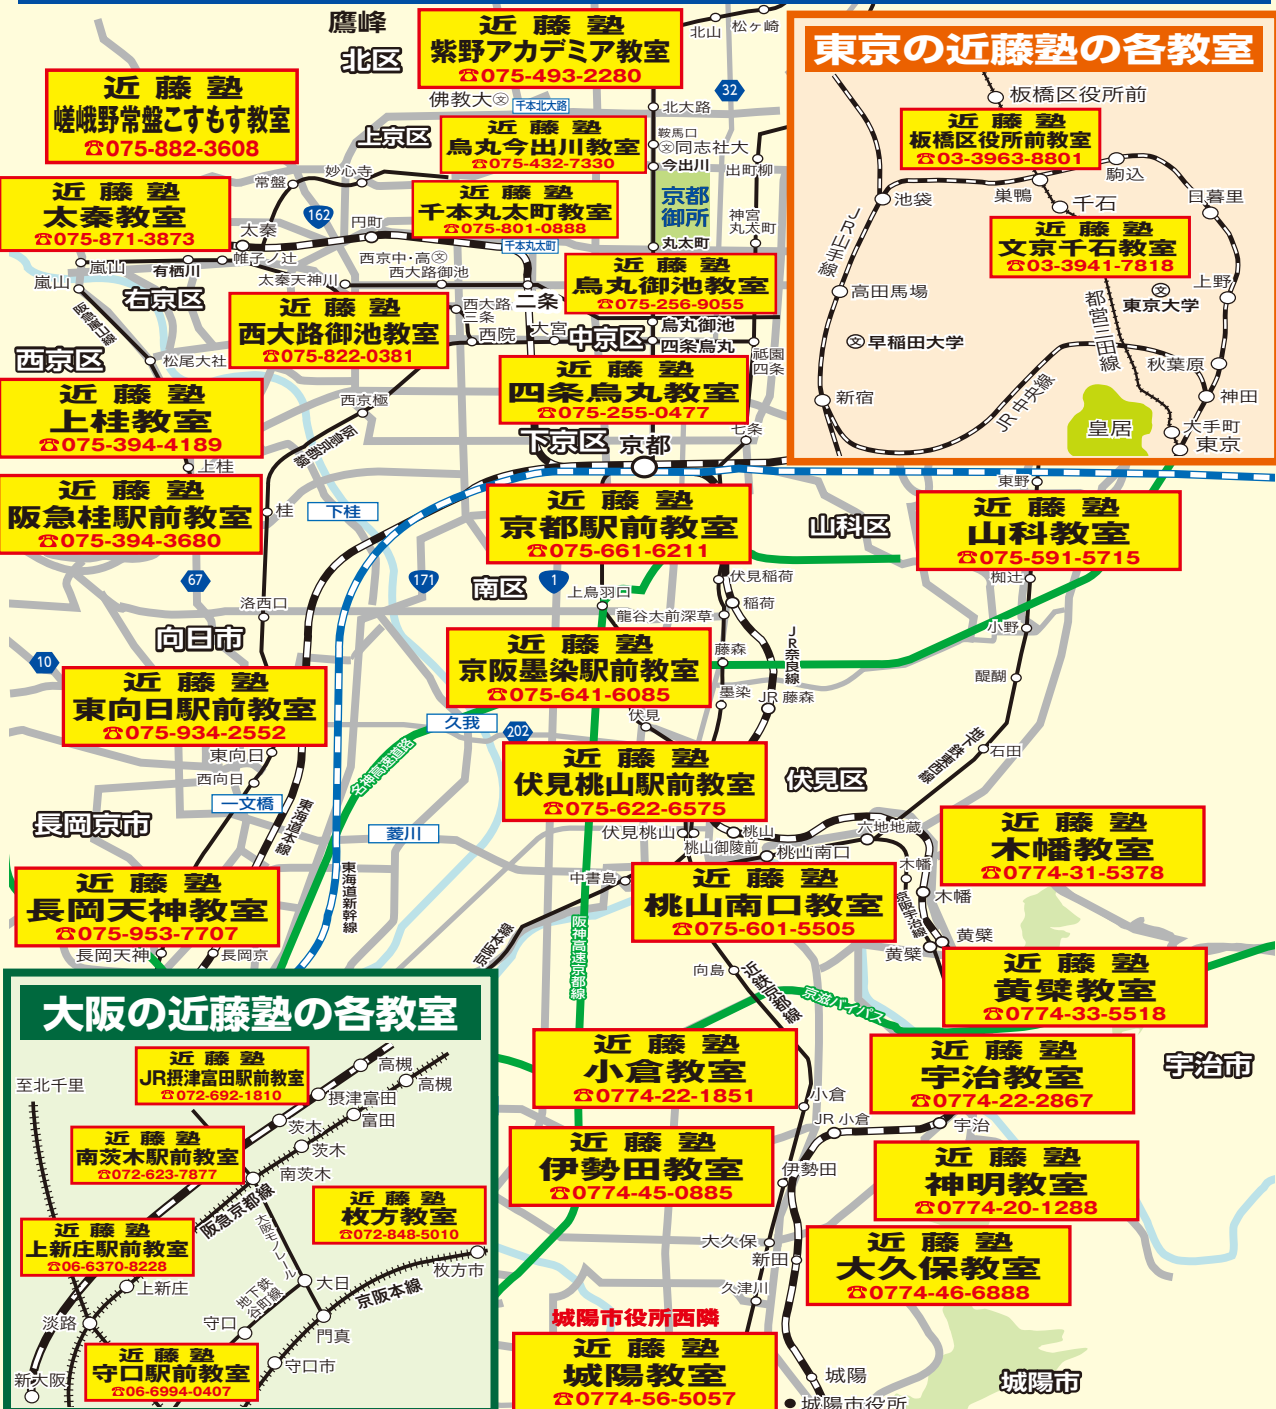 鷹峰
北区
近藤塾
紫野アカデミア教室
☎075-493-2280
北山
松ヶ崎
東京の近藤塾の各教室
近藤塾
嵯峨野常盤こすもす教室
☎075-882-3608
佛教大㊛
千本北大路
北大路
32
上京区
近藤塾
烏丸今出川教室
☎075-432-7330
鞍馬口
同志社大
今出川
出町柳
常盤
妙心寺
近藤塾
太秦教室
☎075-871-3873
162
近藤塾
千本丸太町教室
☎075-801-0888
京都
御所
神宮
丸太町
丸太町
太秦
円町
千本丸太町
嵐山
嵐山
有栖川
帷子ノ辻
西京中・高
西大路御池
太秦天神川
右京区
阪急嵐山線
近藤塾
西大路御池教室
☎075-822-0381
西大路
三条
二条
近藤塾
烏丸御池教室
☎075-256-9055
西院
大宮
中京区
烏丸御池
四条烏丸
祇園
四条
西京区
松尾大社
近藤塾
上桂教室
☎075-394-4189
上桂
西京極
阪急京都線
近藤塾
四条烏丸教室
☎075-255-0477
七条
下京区
京都
近藤塾
阪急桂駅前教室
☎075-394-3680
桂
下桂
近藤塾
京都駅前教室
☎075-661-6211
山科区
東野
近藤塾
山科教室
☎075-591-5715
椥辻
67
171
南区
1
上鳥羽口
伏見稲荷
稲荷
龍谷大前深草
小野
洛西口
向日市
10
近藤塾
京阪墨染駅前教室
☎075-641-6085
藤森
墨染
JR奈良線
JR藤森
醍醐
近藤塾
東向日駅前教室
☎075-934-2552
久我
202
伏見
東向日
西向日
名神高速道路
近藤塾
伏見桃山駅前教室
☎075-622-6575
伏見区
地下鉄東西線
石田
一文橋
長岡京市
東海道本線
菱川
伏見桃山
桃山
桃山御陵前
桃山南口
六地蔵
近藤塾
木幡教室
☎0774-31-5378
木幡
木幡
京阪宇治線
東海道新幹線
中書島
近藤塾
桃山南口教室
☎075-601-5505
近藤塾
長岡天神教室
☎075-953-7707
長岡天神
長岡京
京阪本線
阪神高速京都線
黄檗
黄檗
向島
近鉄京都線
近藤塾
黄檗教室
☎0774-33-5518
京滋バイパス
近藤塾
小倉教室
☎0774-22-1851
小倉
JR小倉
近藤塾
宇治教室
☎0774-22-2867
宇治
宇治市
近藤塾
伊勢田教室
☎0774-45-0885
伊勢田
近藤塾
神明教室
☎0774-20-1288
大久保
新田
近藤塾
大久保教室
☎0774-46-6888
久津川
城陽市役所西隣
近藤塾
城陽教室
☎0774-56-5057
城陽
城陽市役所
城陽市
板橋区役所前
近藤塾
板橋区役所前教室
☎03-3963-8801
駒込
池袋
巣鴨
千石
日暮里
JR山手線
近藤塾
文京千石教室
☎03-3941-7818
高田馬場
都営三田線
東京大学
上野
早稲田大学
秋葉原
新宿
JR中央線
神田
皇居
大手町
東京
大阪の近藤塾の各教室
近藤塾
JR摂津富田駅前教室
☎072-692-1810
高槻
高槻
至北千里
摂津富田
富田
茨木
茨木
近藤塾
南茨木駅前教室
☎072-623-7877
南茨木
阪急京都線
大阪モノレール
近藤塾
枚方教室
☎072-848-5010
近藤塾
上新庄駅前教室
☎06-6370-8228
上新庄
枚方市
大日
京阪本線
地下鉄
谷町線
淡路
守口
門真
近藤塾
守口駅前教室
☎06-6994-0407
守口市
新大阪